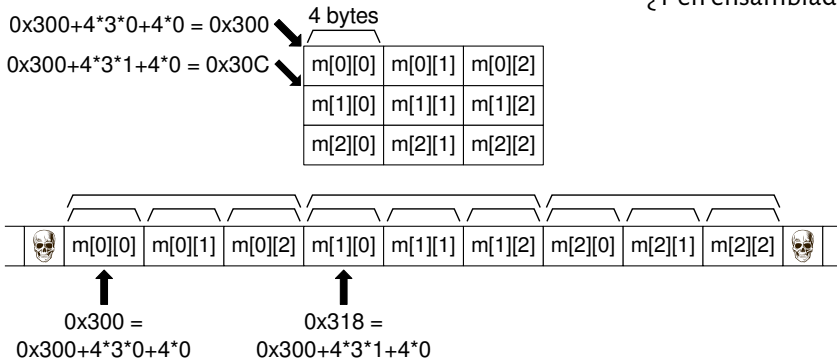 ¿Y en ensamblad
0x300+4*3*0+4*0 = 0x300
4 bytes
0x300+4*3*1+4*0 = 0x30C
m[0][0] m[0][1] m[0][2]
m[1][0] m[1][1] m[1][2]
m[2][0] m[2][1] m[2][2]
m[0][0] m[0][1] m[0][2] m[1][0] m[1][1] m[1][2] m[2][0] m[2][1] m[2][2]
0x300 =
0x300+4*3*0+4*0
0x318 =
0x300+4*3*1+4*0